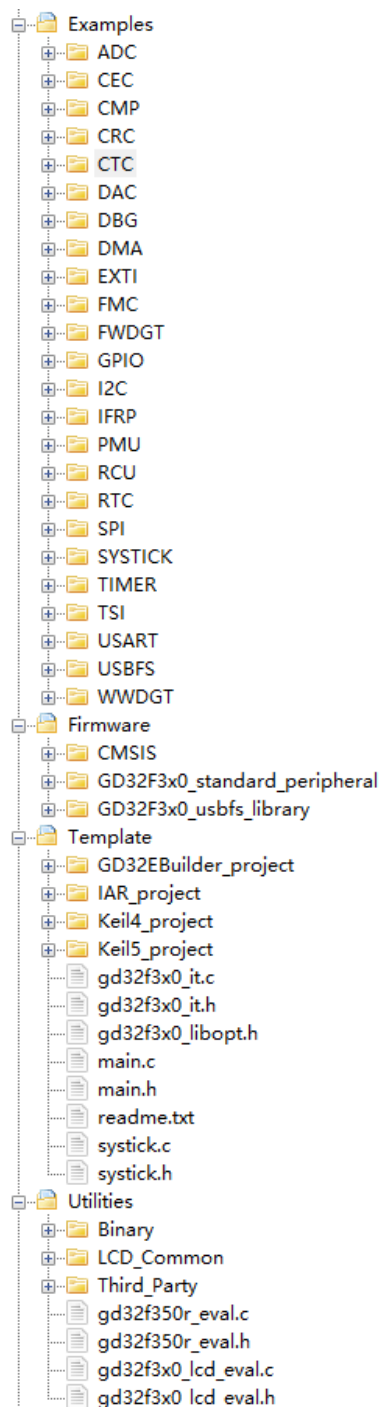 Examples
ADC
CEC
CMP
CRC
CTC
DAC
DBG
DMA
EXTI
FMC
FWDGT
GPIO
I2C
IFRP
PMU
RCU
RTC
SPI
SYSTICK
TIMER
TSI
USART
USBFS
WWDGT
Firmware
CMSIS
GD32F3x0_standard_peripheral
GD32F3x0_usbfs_library
Template
GD32EBuilder_project
IAR_project
Keil4_project
Keil5_project
gd32f3x0_it.c
gd32f3x0_it.h
gd32f3x0_libopt.h
main.c
main.h
readme.txt
systick.c
systick.h
Utilities
Binary
LCD_Common
Third_Party
gd32f350r_eval.c
gd32f350r_eval.h
gd32f3x0_lcd_eval.c
gd32f3x0_lcd_eval.h